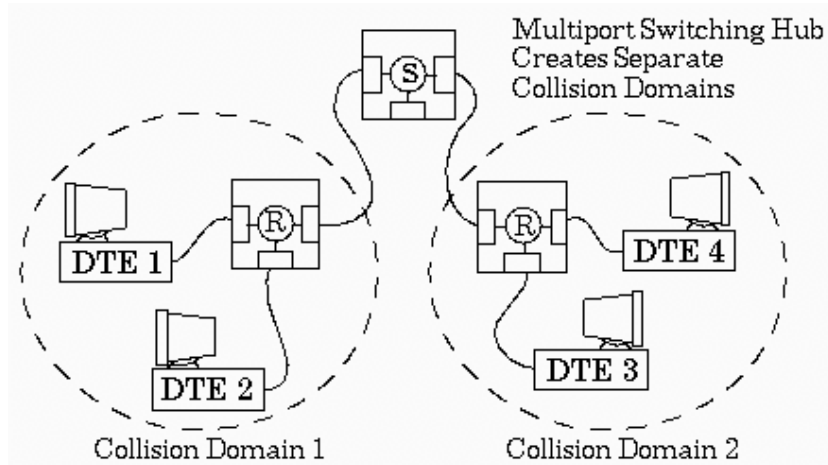 Multiport Switching Hub
Creates Separate
Collision Domains
S
R
R
DTE 1
DTE 4
DTE 2
DTE 3
Collision Domain 1
Collision Domain 2